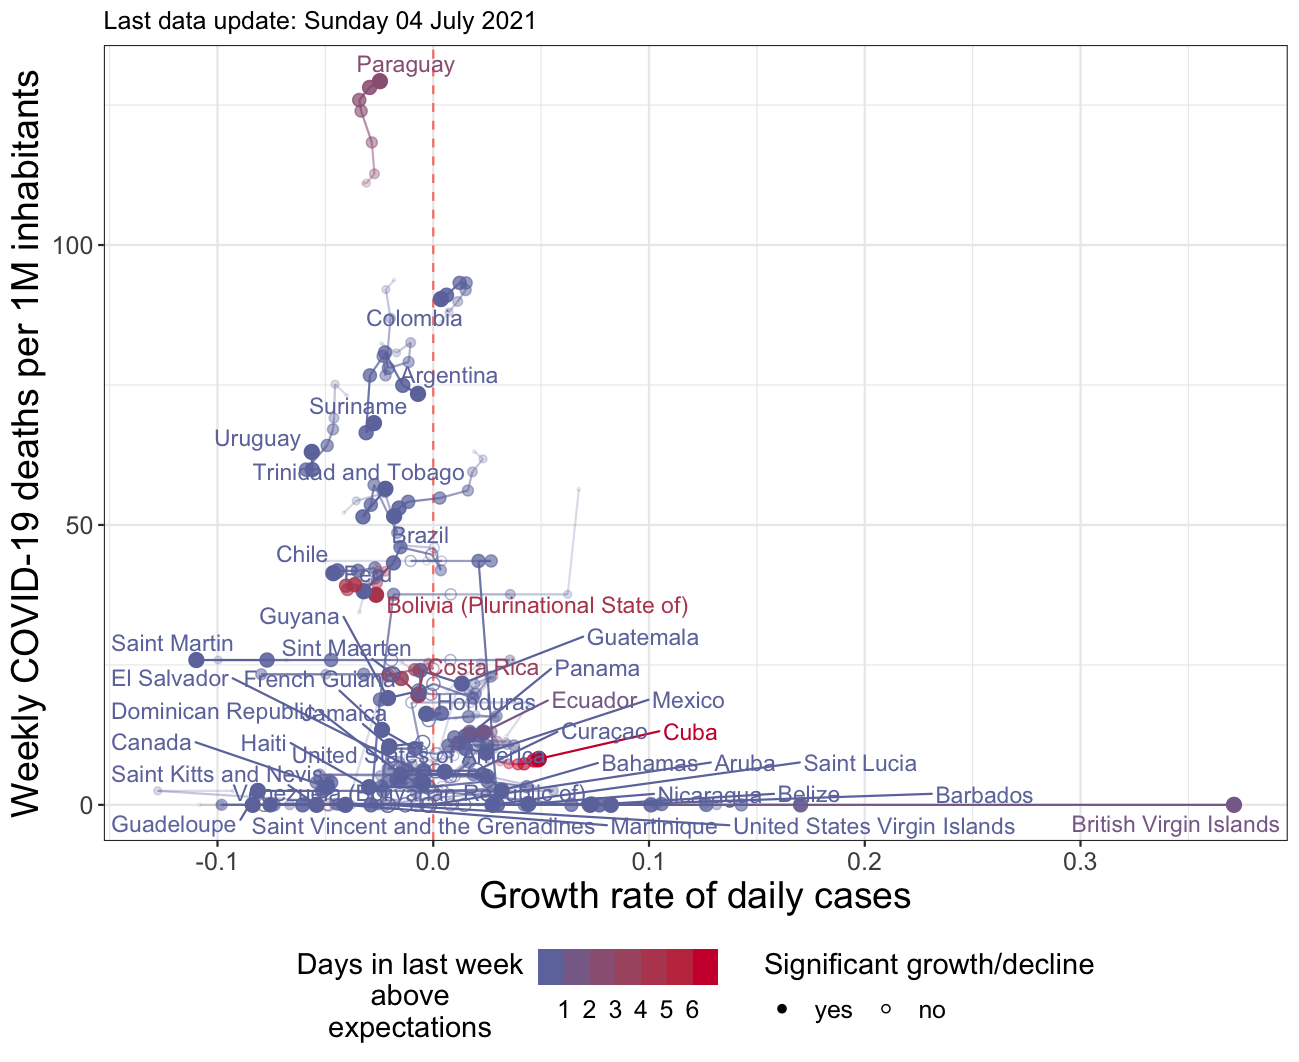 Last data update: Sunday 04 July 2021
Weekly COVID-19 deaths per 1M inhabitants
100
50
0
Paraguay
Colombia
Argentina
Suriname
Uruguay
Trinidad and Tobago
Brazil
Chile
Peru
Bolivia (Plurinational State of)
Guyana
Guatemala
Saint Martin
Sint Maarten
Costa Rica
Panama
El Salvador
French Guiana
Honduras
Ecuador
Mexico
Dominican Republic
Jamaica
Curaçao
Cuba
Canada
Haiti
United States of America
Bahamas
Aruba
Saint Lucia
Saint Kitts and Nevis
Venezuela (Bolivarian Republic of)
Nicaragua
Belize
Barbados
Guadeloupe
Saint Vincent and the Grenadines
Martinique
United States Virgin Islands
British Virgin Islands
-0.1 0.0 0.1 0.2 0.3
Growth rate of daily cases
Days in last week
above
expectations
1 2 3 4 5 6
Significant growth/decline
yes no